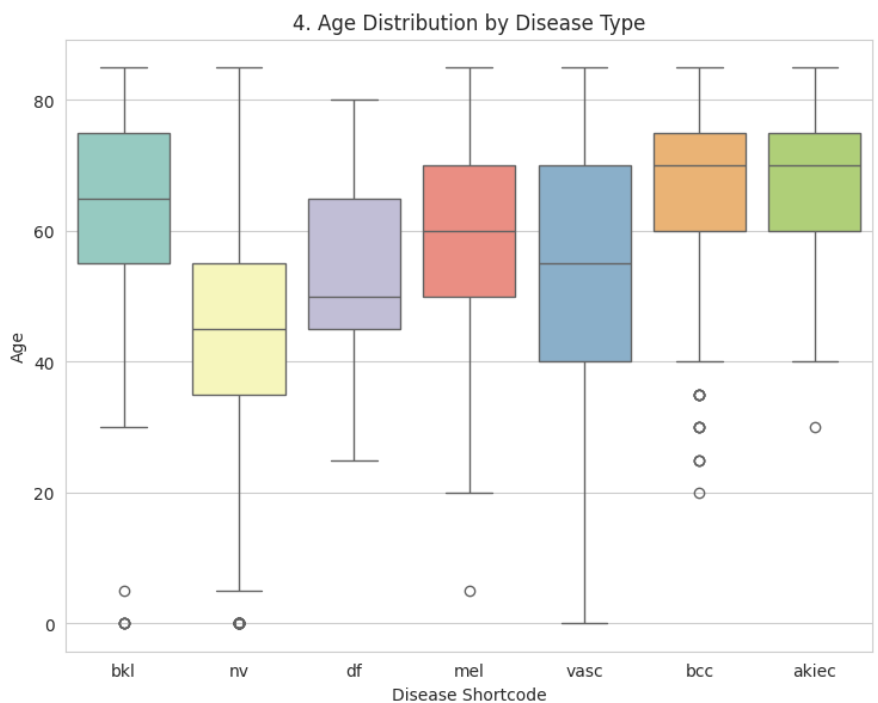 4. Age Distribution by Disease Type
Age
80
60
40
20
0
bkl nv df mel vasc bcc akiec
Disease Shortcode